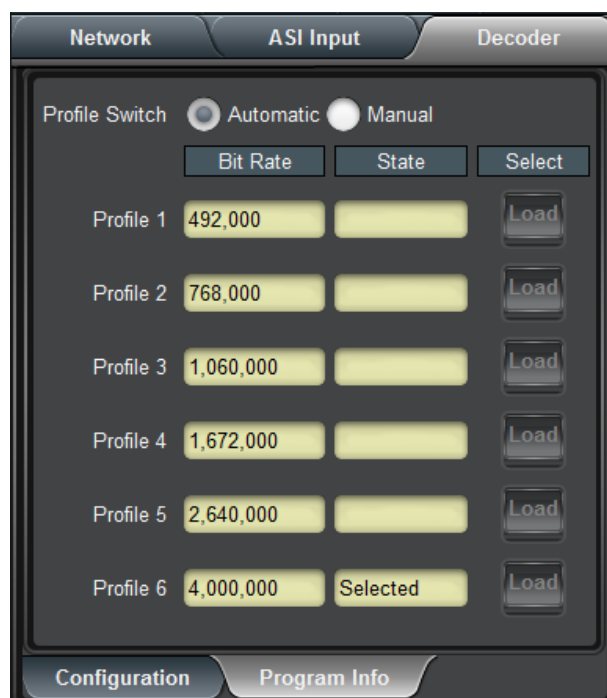 Network ASI Input Decoder
Profile Switch Automatic Manual
Bit Rate State Select
Profile 1 492,000 Load
Profile 2 768,000 Load
Profile 3 1,060,000 Load
Profile 4 1,672,000 Load
Profile 5 2,640,000 Load
Profile 6 4,000,000 Selected Load
Configuration Program Info